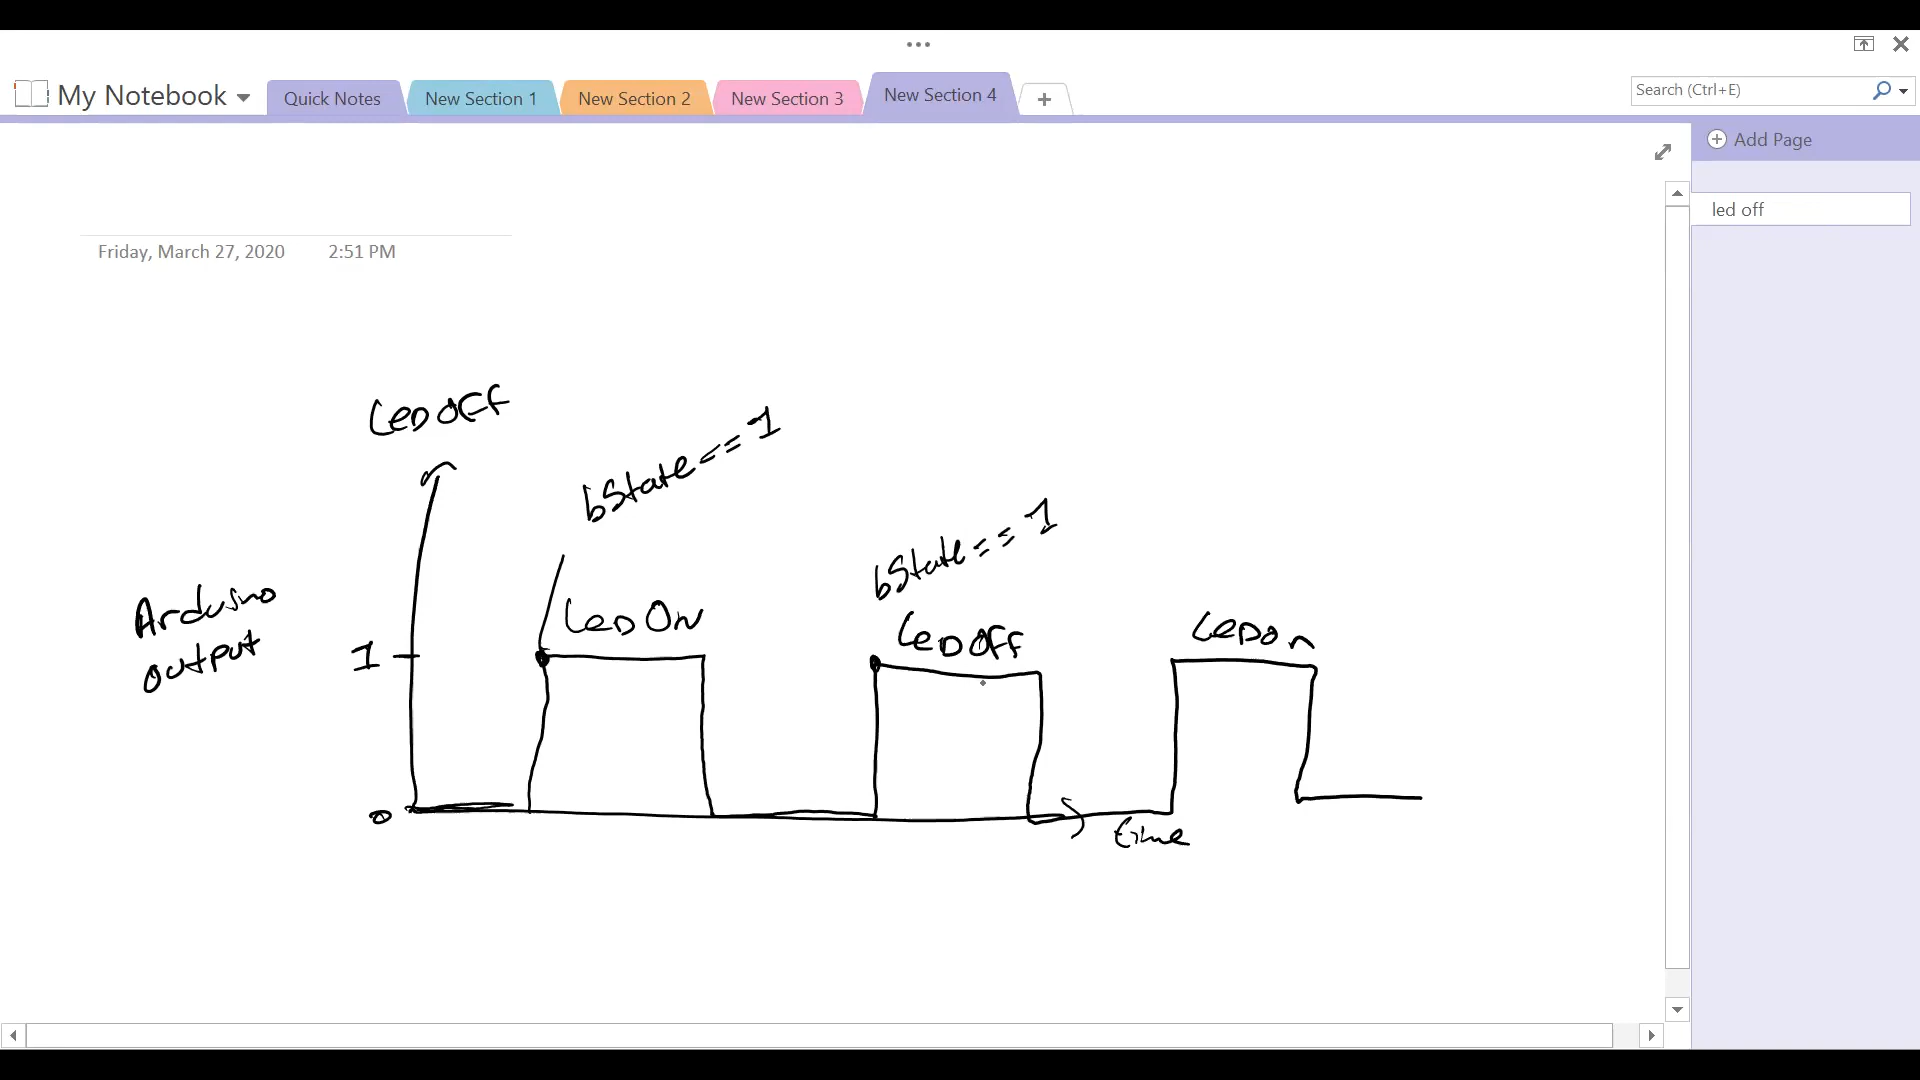 My Notebook
Quick Notes
New Section 1
New Section 2
New Section 3
New Section 4
Search (Ctrl+E)
Add Page
led off
Friday, March 27, 2020 2:51 PM
LED OFF
bState == 1
bState == 1
Arduino
output
1
LED ON
LED OFF
LED On
0
time